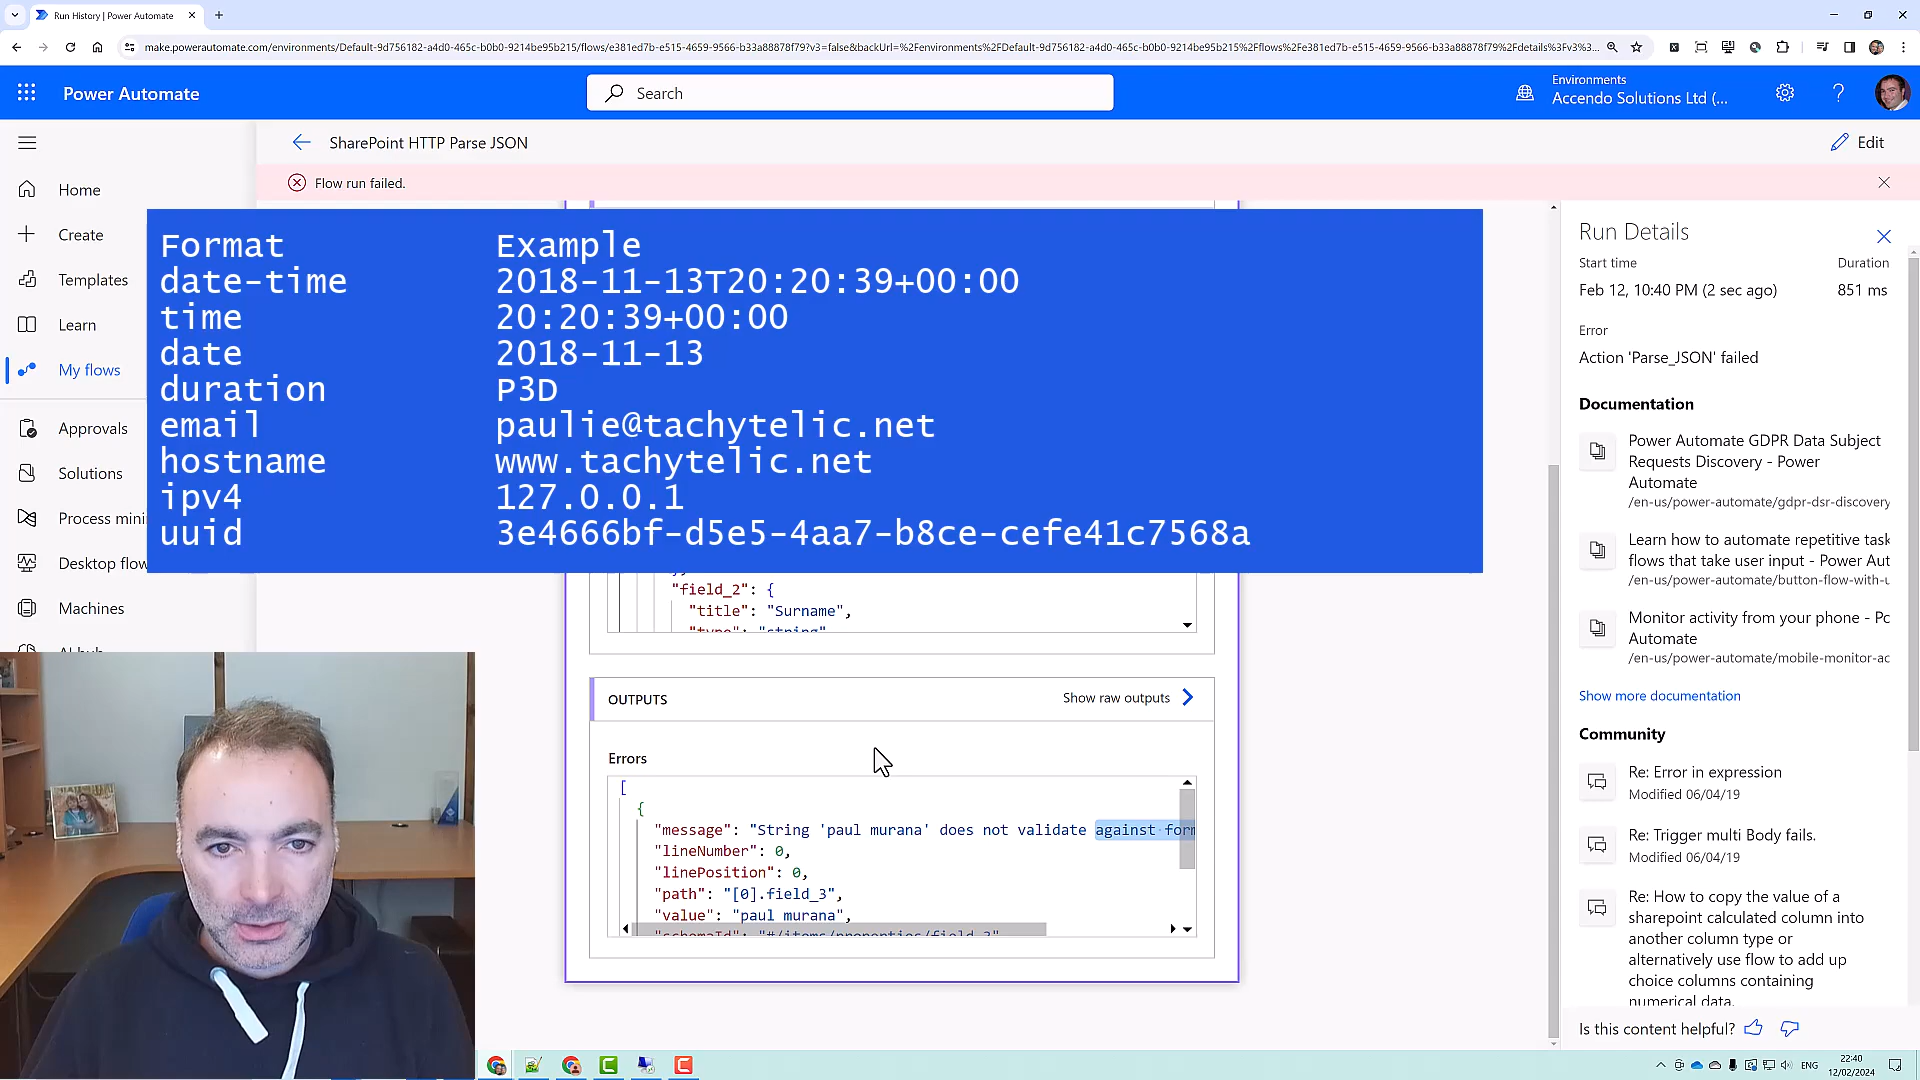 Run History | Power Automate
make.powerautomate.com/environments/Default-9d756182-a4d0-465c-b0b0-9214be95b215/flows/e381ed7b-e515-4659-9566-b33a88878f79?v3=false&backUrl=%2Fenvironments%2FDefault-9d756182-a4d0-465c-b0b0-9214be95b215%2Fflows%2Fe381ed7b-e515-4659-9566-b33a88878f79%2Fdetails%3Fv3%3...
Power Automate
Search
Environments
Accendo Solutions Ltd (...
SharePoint HTTP Parse JSON
Edit
Flow run failed.
Home
Create
Templates
Learn
My flows
Approvals
Solutions
Process mini
Desktop flow
Machines
AI hub
Format Example
date-time 2018-11-13T20:20:39+00:00
time 20:20:39+00:00
date 2018-11-13
duration P3D
email paulie@tachytelic.net
hostname www.tachytelic.net
ipv4 127.0.0.1
uuid 3e4666bf-d5e5-4aa7-b8ce-cefe41c7568a
"field_2": {
"title": "Surname",
"type": "string"
OUTPUTS
Show raw outputs
Errors
[
{
"message": "String 'paul murana' does not validate against form
"lineNumber": 0,
"linePosition": 0,
"path": "[0].field_3",
"value": "paul murana",
"schemaId": "#/items/properties/field_3"
Run Details
Start time Duration
Feb 12, 10:40 PM (2 sec ago) 851 ms
Error
Action 'Parse_JSON' failed
Documentation
Power Automate GDPR Data Subject
Requests Discovery - Power
Automate
/en-us/power-automate/gdpr-dsr-discovery
Learn how to automate repetitive task
flows that take user input - Power Aut
/en-us/power-automate/button-flow-with-u
Monitor activity from your phone - Pc
Automate
/en-us/power-automate/mobile-monitor-ac
Show more documentation
Community
Re: Error in expression
Modified 06/04/19
Re: Trigger multi Body fails.
Modified 06/04/19
Re: How to copy the value of a
sharepoint calculated column into
another column type or
alternatively use flow to add up
choice columns containing
numerical data.
Is this content helpful?
ENG
22:40
12/02/2024